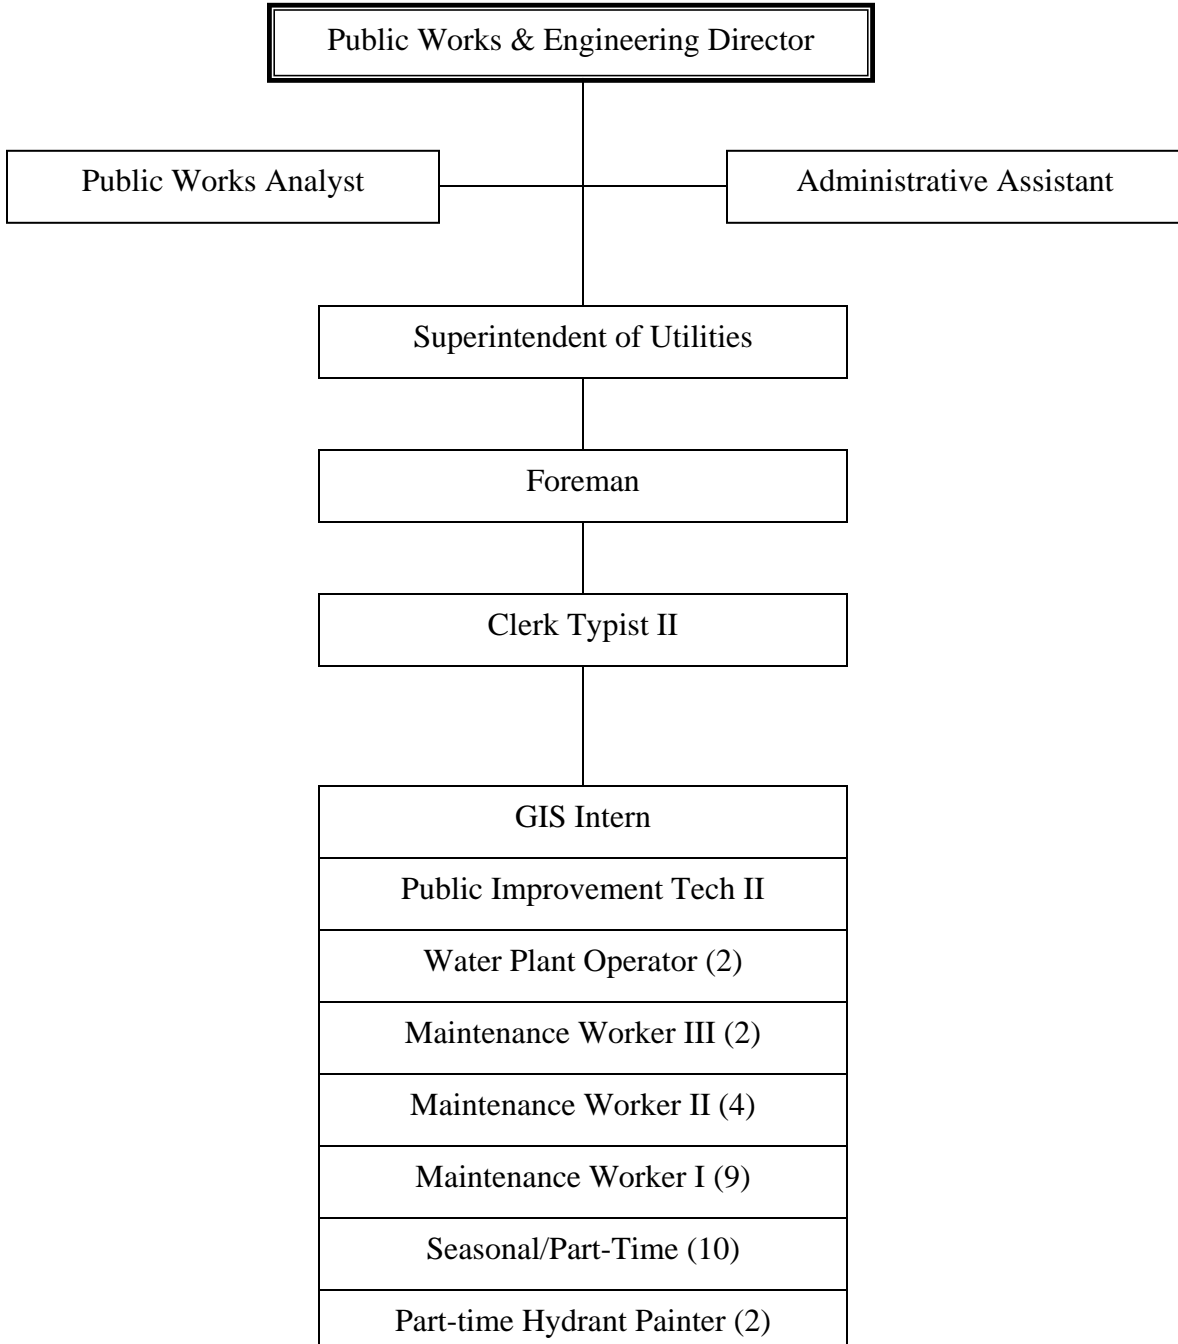 Public Works & Engineering Director
Public Works Analyst
Administrative Assistant
Superintendent of Utilities
Foreman
Clerk Typist II
GIS Intern
Public Improvement Tech II
Water Plant Operator (2)
Maintenance Worker III (2)
Maintenance Worker II (4)
Maintenance Worker I (9)
Seasonal/Part-Time (10)
Part-time Hydrant Painter (2)